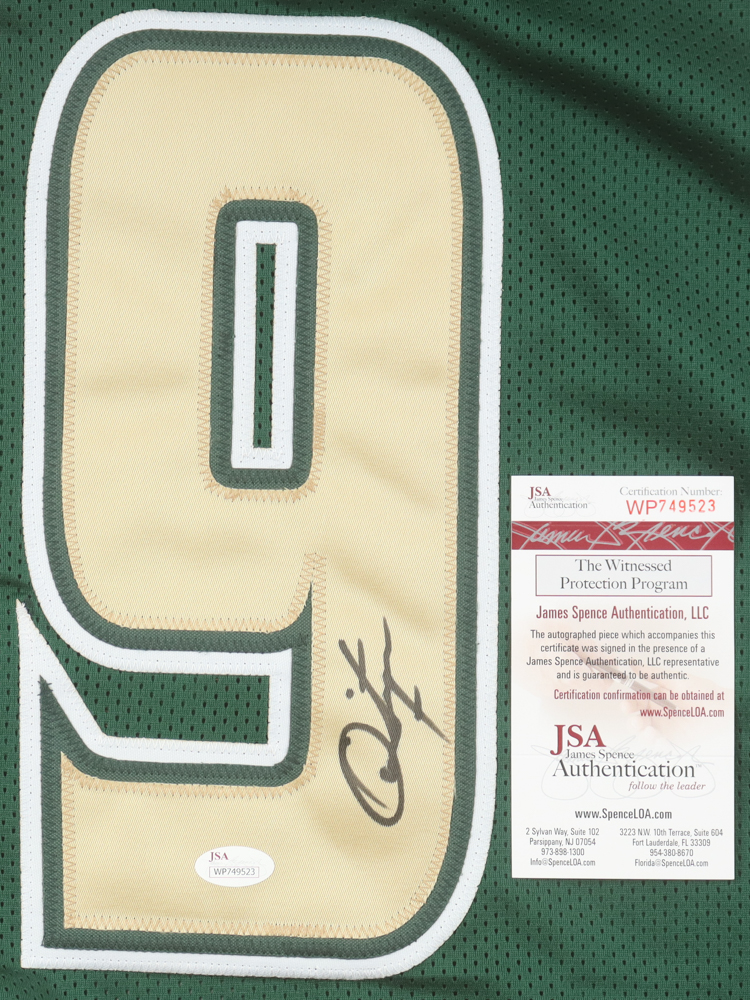 9
JSA
WP749523
JSA
James Spence
Authentication
Certification Number:
WP749523
The Witnessed
Protection Program
James Spence Authentication, LLC
The autographed piece which accompanies this
certificate was signed in the presence of a
James Spence Authentication, LLC representative
and is guaranteed to be authentic.
Certification confirmation can be obtained at
www.SpenceLOA.com
JSA
James Spence
Authentication
follow the leader
www.SpenceLOA.com
2 Sylvan Way, Suite 102
Parsippany, NJ 07054
973-898-1300
Info@SpenceLOA.com
3223 N.W. 10th Terrace, Suite 604
Fort Lauderdale, FL 33309
954-380-8670
Florida@SpenceLOA.com